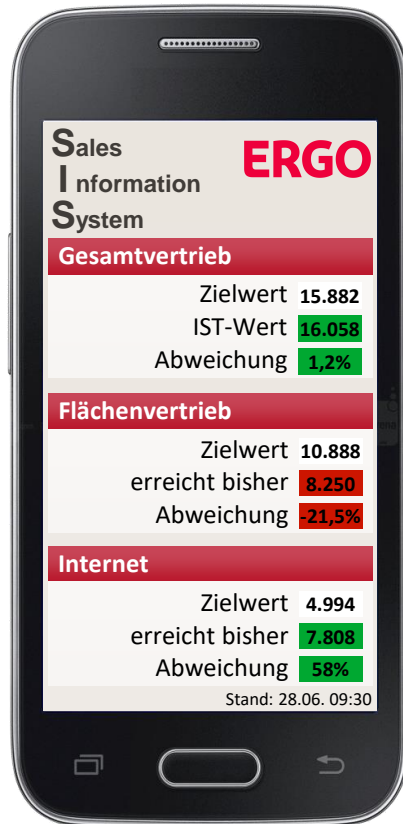 Sales
Information
System
ERGO
Gesamtvertrieb
Zielwert 15.882
IST-Wert 16.058
Abweichung 1,2%
Flächenvertrieb
Zielwert 10.888
erreicht bisher 8.250
Abweichung -21,5%
Internet
Zielwert 4.994
erreicht bisher 7.808
Abweichung 58%
Stand: 28.06. 09:30